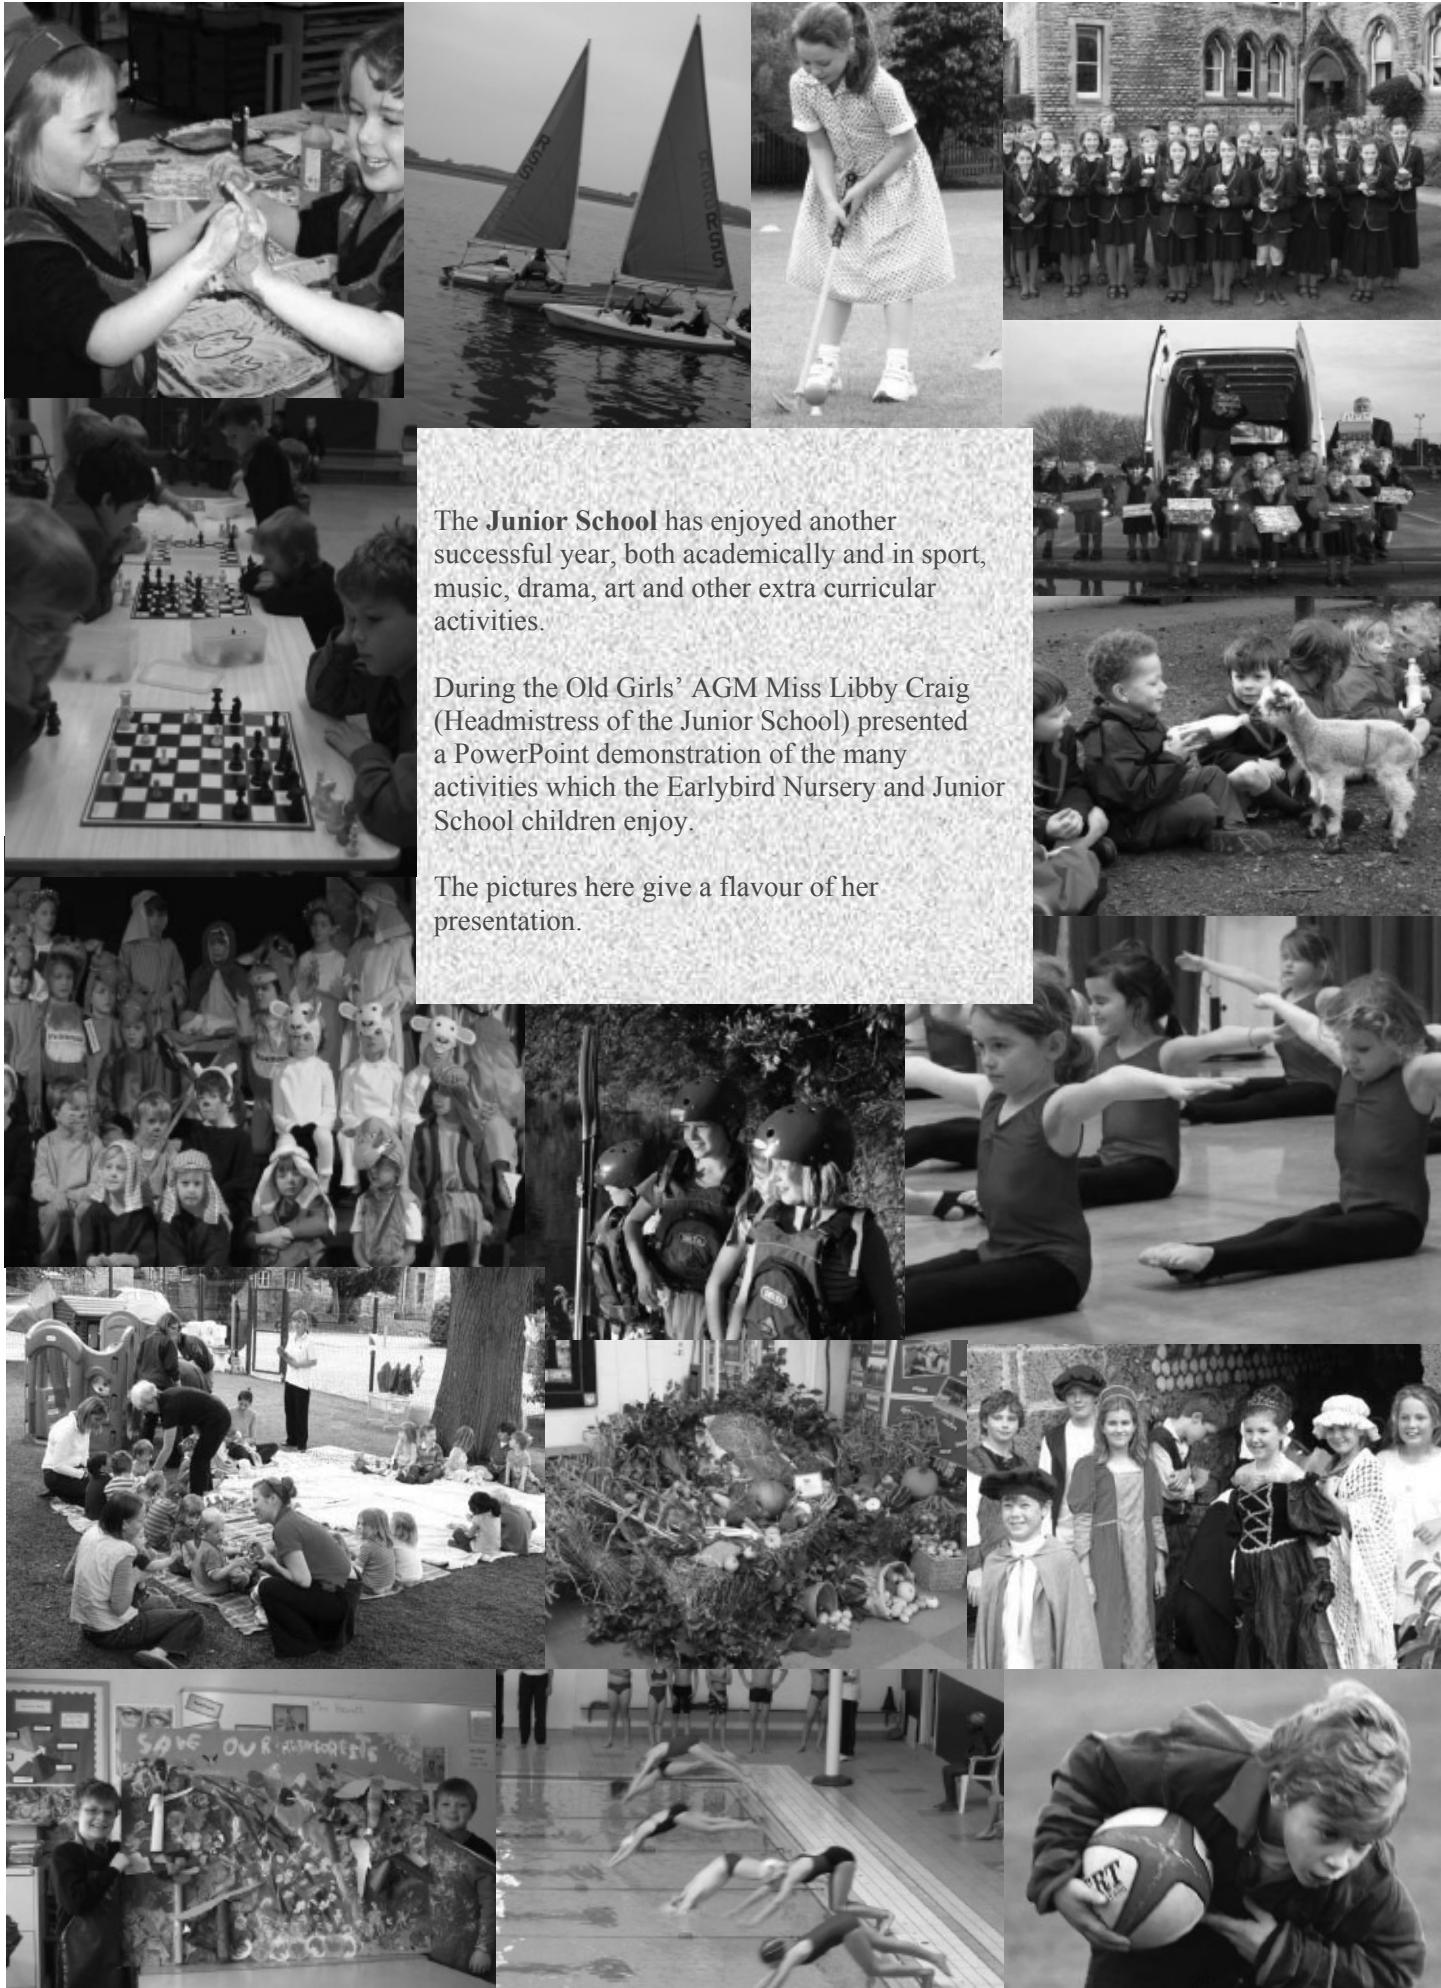 RSS
RSS
The Junior School has enjoyed another
successful year, both academically and in sport,
music, drama, art and other extra curricular
activities.
During the Old Girls’ AGM Miss Libby Craig
(Headmistress of the Junior School) presented
a PowerPoint demonstration of the many
activities which the Earlybird Nursery and Junior
School children enjoy.
The pictures here give a flavour of her
presentation.
SAVE OUR RAINFORESTS